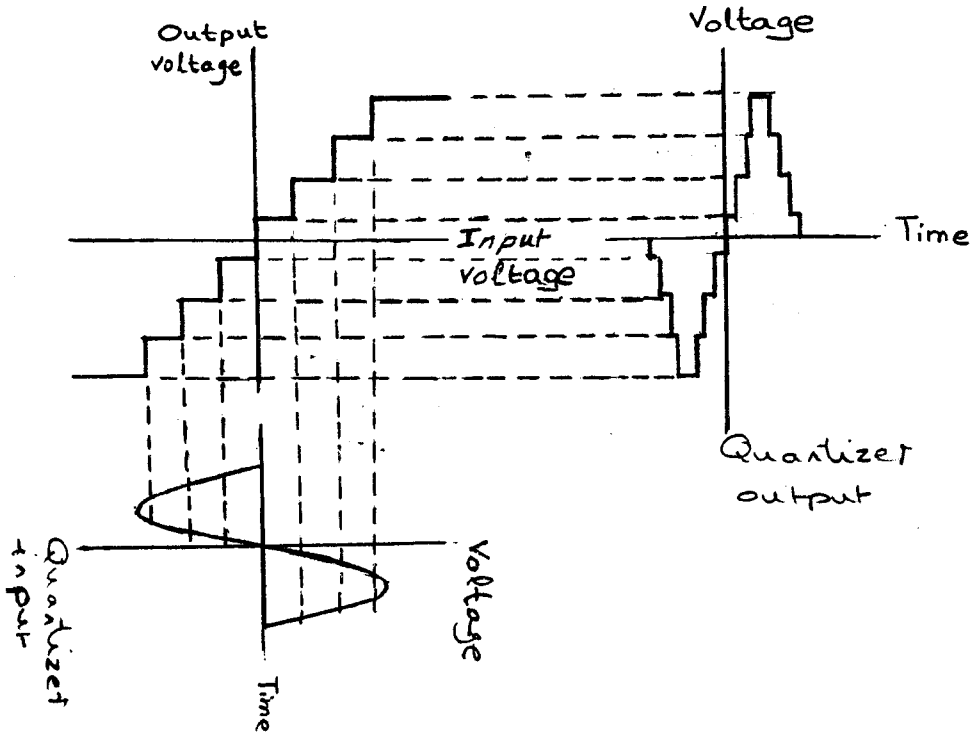 Output
voltage
Voltage
Input
voltage
Time
Quantizer
output
Quantizer
input
Voltage
Time